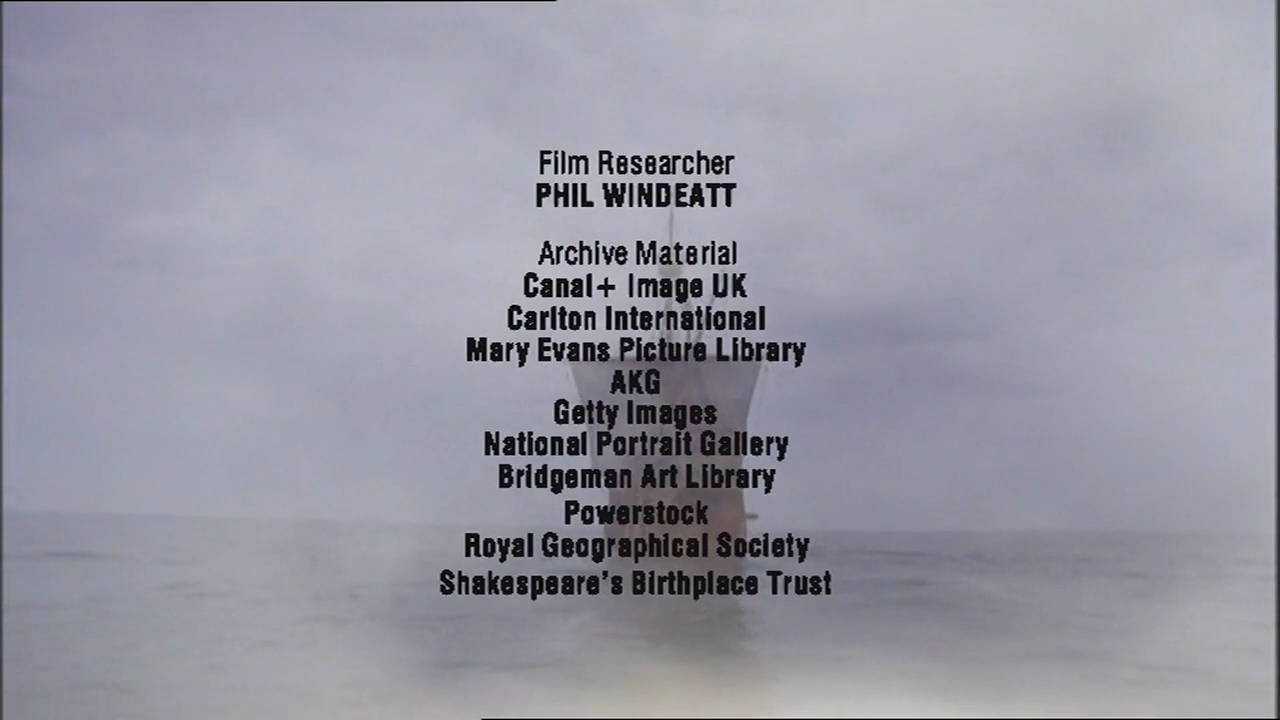 Film Researcher
PHIL WINDEATT
Archive Material
Canal+ Image UK
Carlton International
Mary Evans Picture Library
AKG
Getty Images
National Portrait Gallery
Bridgeman Art Library
Powerstock
Royal Geographical Society
Shakespeare's Birthplace Trust